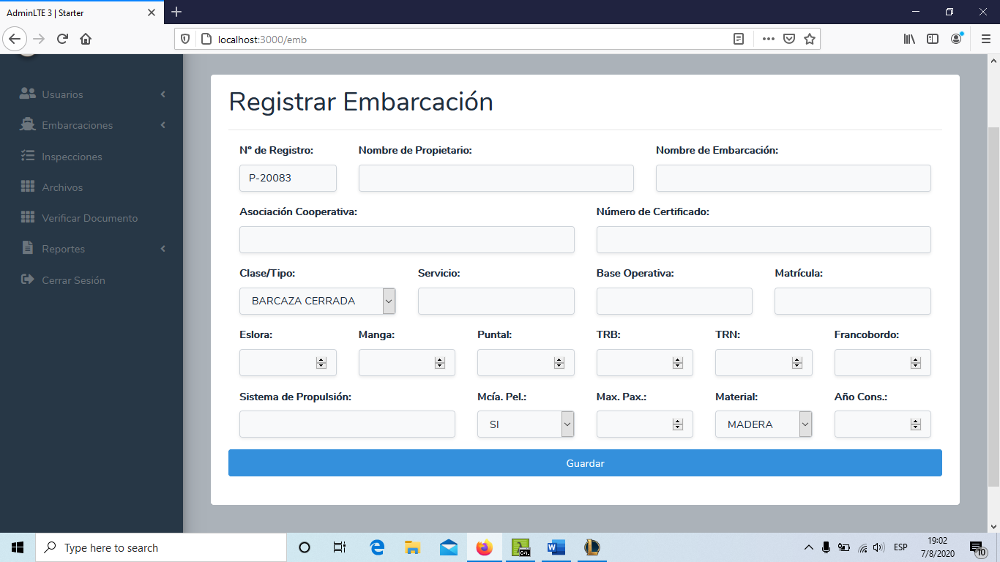 AdminLTE 3 | Starter
localhost:3000/emb
Usuarios
Embarcaciones
Inspecciones
Archivos
Verificar Documento
Reportes
Cerrar Sesión
Registrar Embarcación
N° de Registro: Nombre de Propietario: Nombre de Embarcación:
P-20083
Asociación Cooperativa: Número de Certificado:
Clase/Tipo: Servicio: Base Operativa: Matrícula:
BARCAZA CERRADA
Eslora: Manga: Puntal: TRB: TRN: Francobordo:
Sistema de Propulsión: Mcía. Pel.: Max. Pax.: Material: Año Cons.:
SI MADERA
Guardar
Type here to search
C:\.
ESP
19:02
7/8/2020
10